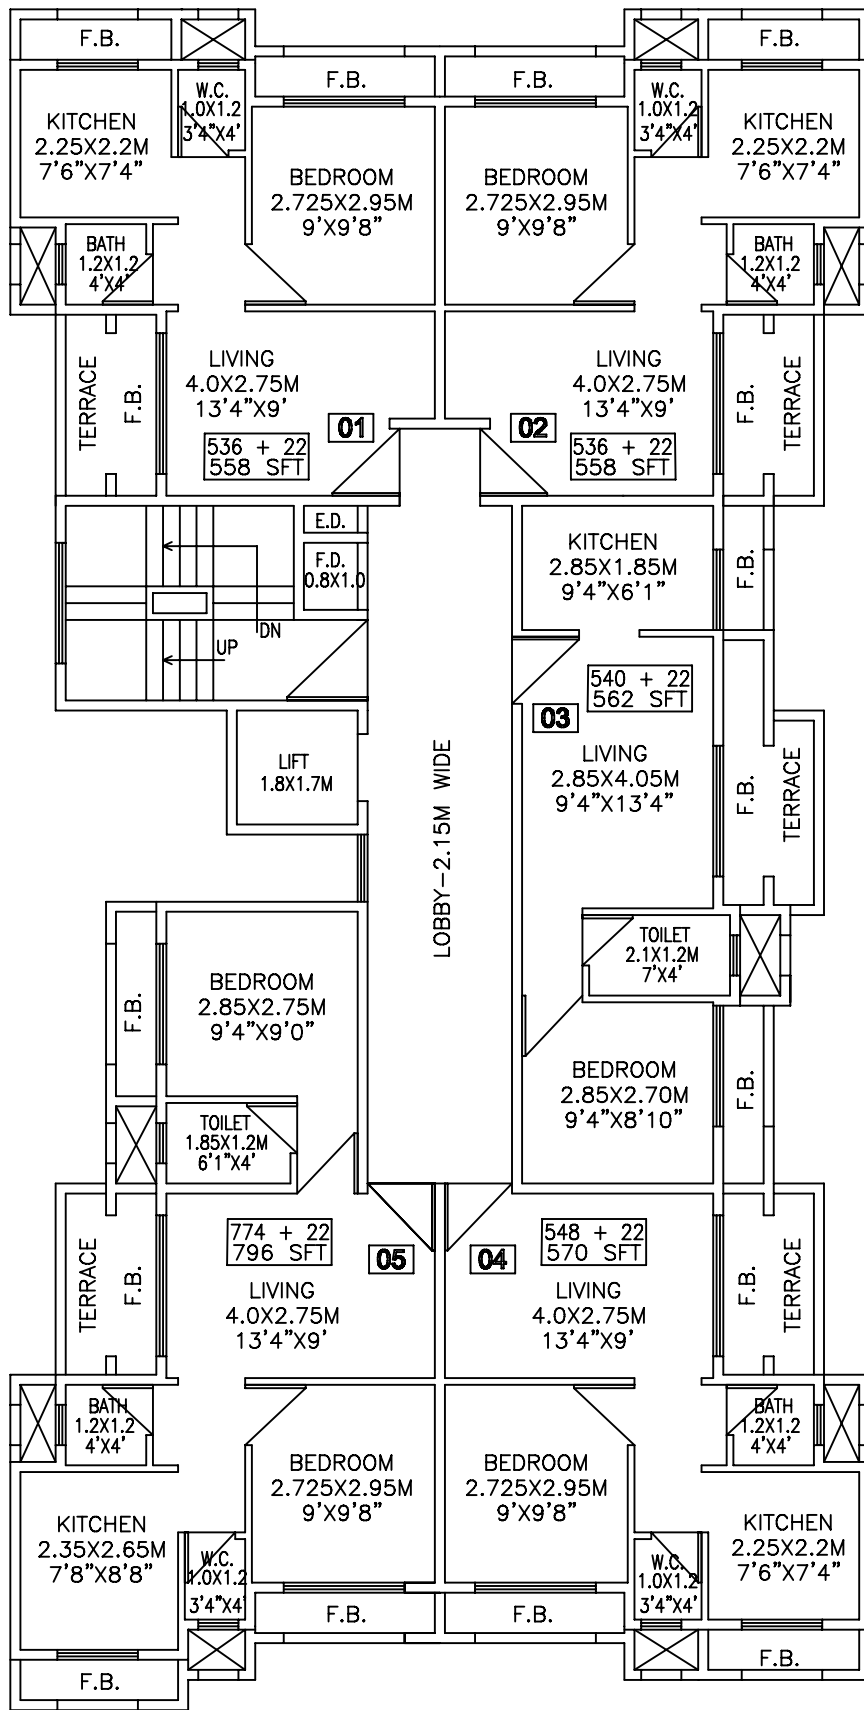 F.B.
F.B.
F.B.
F.B.
KITCHEN
2.25X2.2M
7'6"X7'4"
W.C.
1.0X1.2
3'4"X4'
W.C.
1.0X1.2
3'4"X4'
KITCHEN
2.25X2.2M
7'6"X7'4"
BEDROOM
2.725X2.95M
9'X9'8"
BEDROOM
2.725X2.95M
9'X9'8"
BATH
1.2X1.2
4'X4'
BATH
1.2X1.2
4'X4'
TERRACE
F.B.
LIVING
4.0X2.75M
13'4"X9'
01
536 + 22
558 SFT
LIVING
4.0X2.75M
13'4"X9'
02
536 + 22
558 SFT
F.B.
TERRACE
E.D.
F.D.
0.8X1.0
DN
UP
KITCHEN
2.85X1.85M
9'4"X6'1"
F.B.
540 + 22
562 SFT
03
LIFT
1.8X1.7M
LOBBY-2.15M WIDE
LIVING
2.85X4.05M
9'4"X13'4"
F.B.
TERRACE
TOILET
2.1X1.2M
7'X4'
F.B.
BEDROOM
2.85X2.75M
9'4"X9'0"
BEDROOM
2.85X2.70M
9'4"X8'10"
F.B.
TOILET
1.85X1.2M
6'1"X4'
TERRACE
F.B.
774 + 22
796 SFT
05
LIVING
4.0X2.75M
13'4"X9'
548 + 22
570 SFT
04
LIVING
4.0X2.75M
13'4"X9'
F.B.
TERRACE
BATH
1.2X1.2
4'X4'
BATH
1.2X1.2
4'X4'
BEDROOM
2.725X2.95M
9'X9'8"
BEDROOM
2.725X2.95M
9'X9'8"
KITCHEN
2.35X2.65M
7'8"X8'8"
W.C.
1.0X1.2
3'4"X4'
W.C.
1.0X1.2
3'4"X4'
KITCHEN
2.25X2.2M
7'6"X7'4"
F.B.
F.B.
F.B.
F.B.